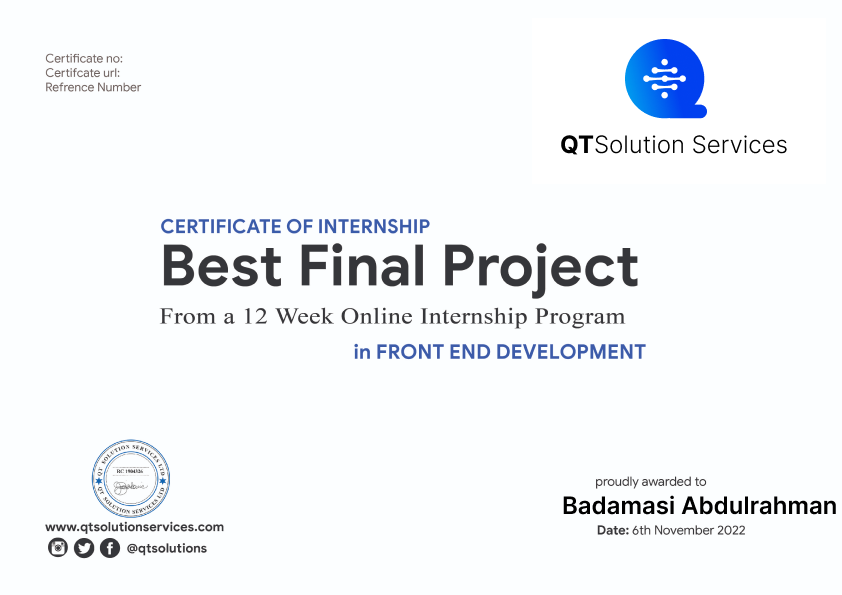 Certificate no:
Certifcate url:
Refrence Number
QTSolution Services
CERTIFICATE OF INTERNSHIP
Best Final Project
From a 12 Week Online Internship Program
in FRONT END DEVELOPMENT
QT SOLUTION SERVICES LTD
RC 1904326
QT SOLUTION SERVICES LTD
www.qtsolutionservices.com
@qtsolutions
proudly awarded to
Badamasi Abdulrahman
Date: 6th November 2022